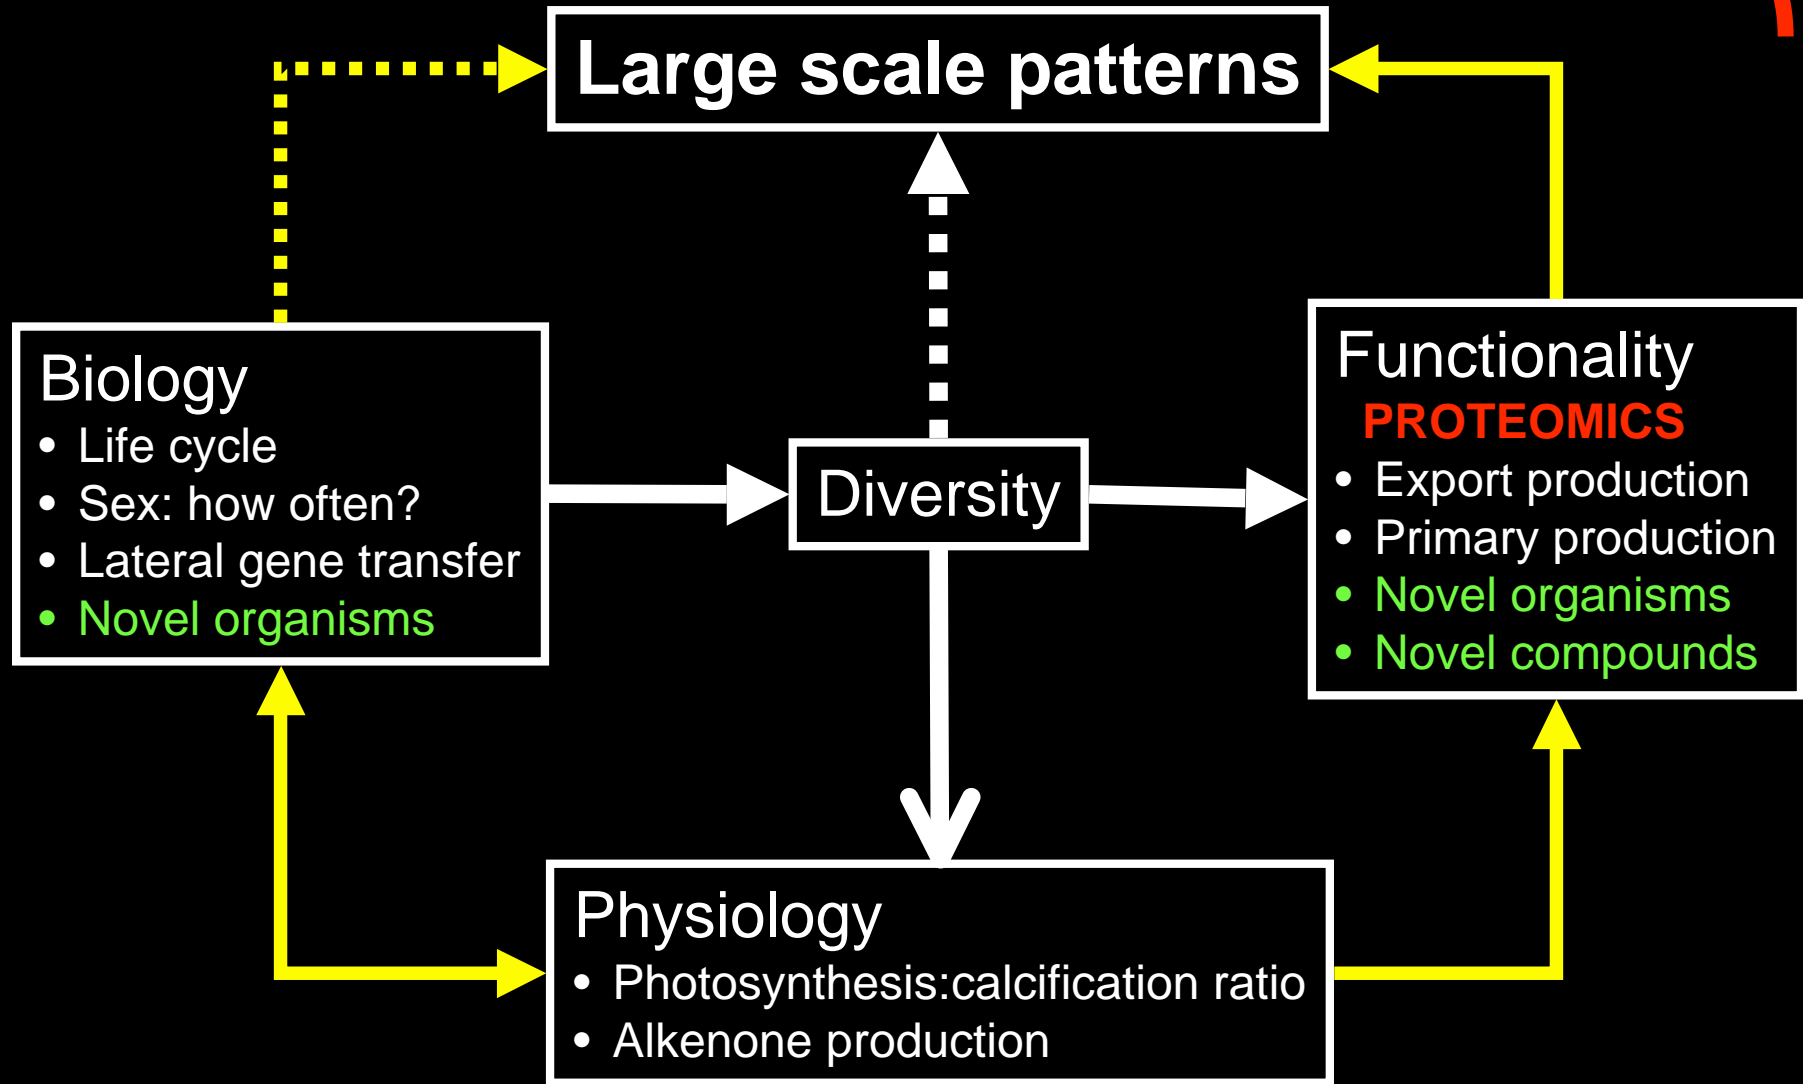 Large scale patterns
Biology
• Life cycle
• Sex: how often?
• Lateral gene transfer
• Novel organisms
Diversity
Functionality
PROTEOMICS
• Export production
• Primary production
• Novel organisms
• Novel compounds
Physiology
• Photosynthesis:calcification ratio
• Alkenone production